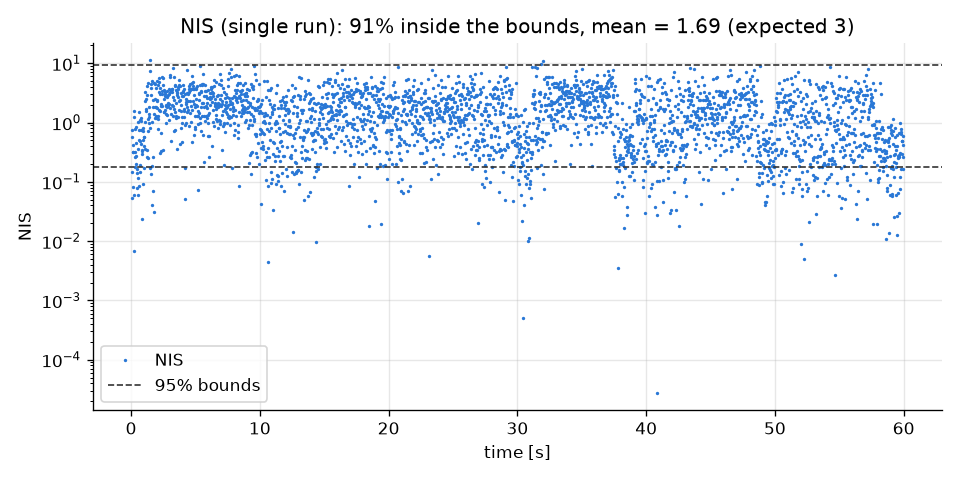 NIS (single run): 91% inside the bounds, mean = 1.69 (expected 3)
10¹
10⁰
10⁻¹
10⁻²
10⁻³
10⁻⁴
NIS
NIS
95% bounds
0 10 20 30 40 50 60
time [s]